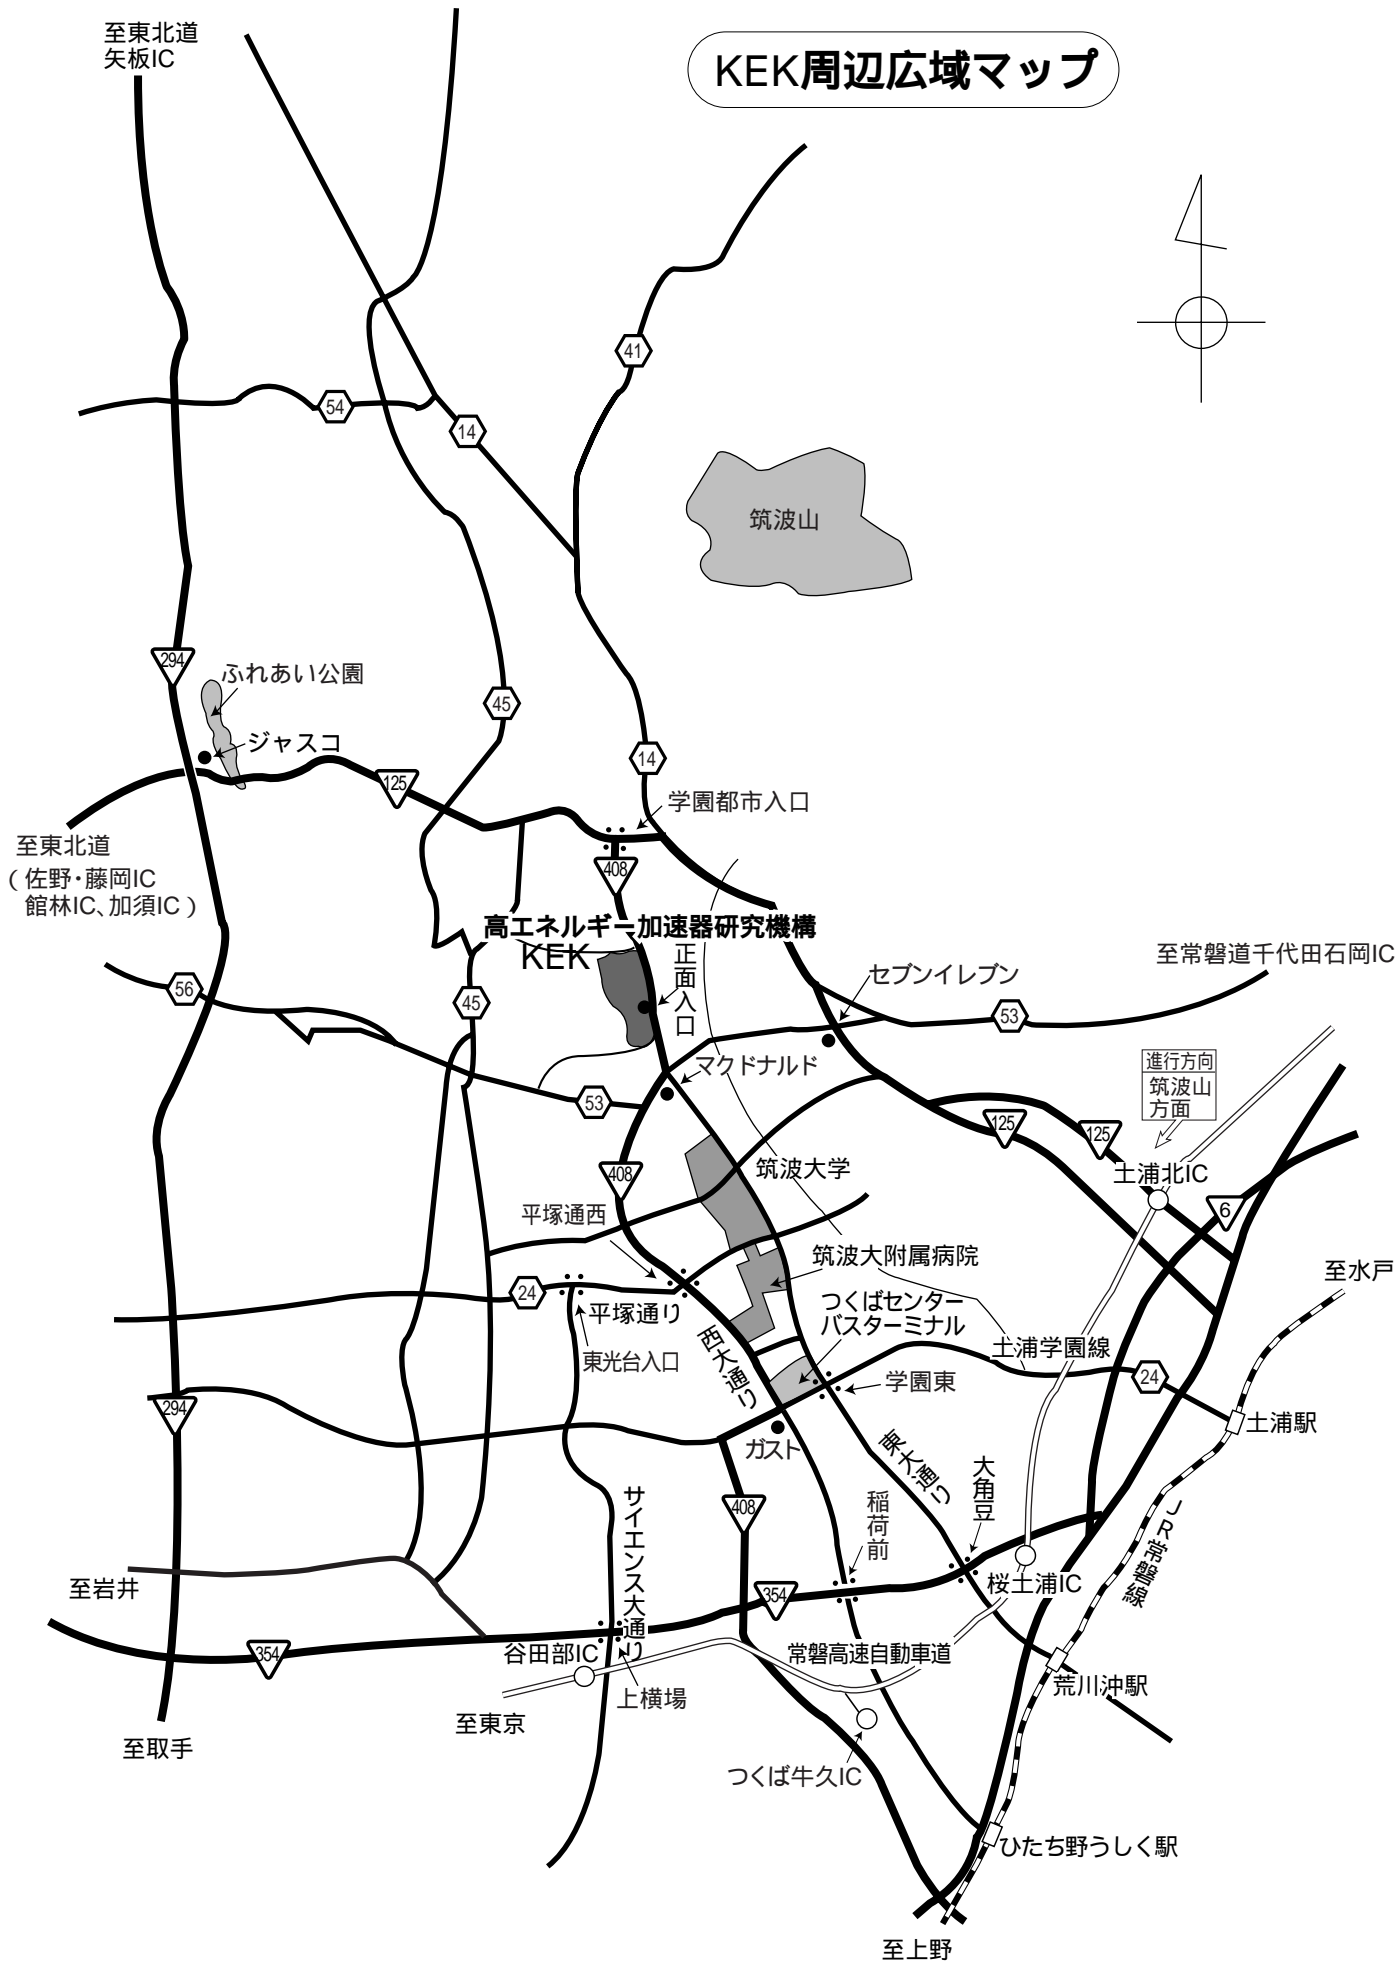 至東北道
矢板IC
KEK周辺広域マップ
41
54
14
筑波山
294
ふれあい公園
45
ジャスコ
14
125
学園都市入口
至東北道
(佐野・藤岡IC
館林IC、加須IC)
408
高エネルギー加速器研究機構
KEK
正面入口
至常磐道千代田石岡IC
セブンイレブン
56
45
53
進行方向
筑波山
方面
マクドナルド
53
125
125
筑波大学
土浦北IC
408
6
平塚通西
筑波大附属病院
至水戸
24
つくばセンター
バスターミナル
平塚通り
西大通り
土浦学園線
東光台入口
24
学園東
294
土浦駅
ガスト
東大通り
大角豆
サイエンス大通り
408
稲荷前
JR常磐線
至岩井
桜土浦IC
354
354
谷田部IC
常磐高速自動車道
荒川沖駅
上横場
至東京
至取手
つくば牛久IC
ひたち野うしく駅
至上野